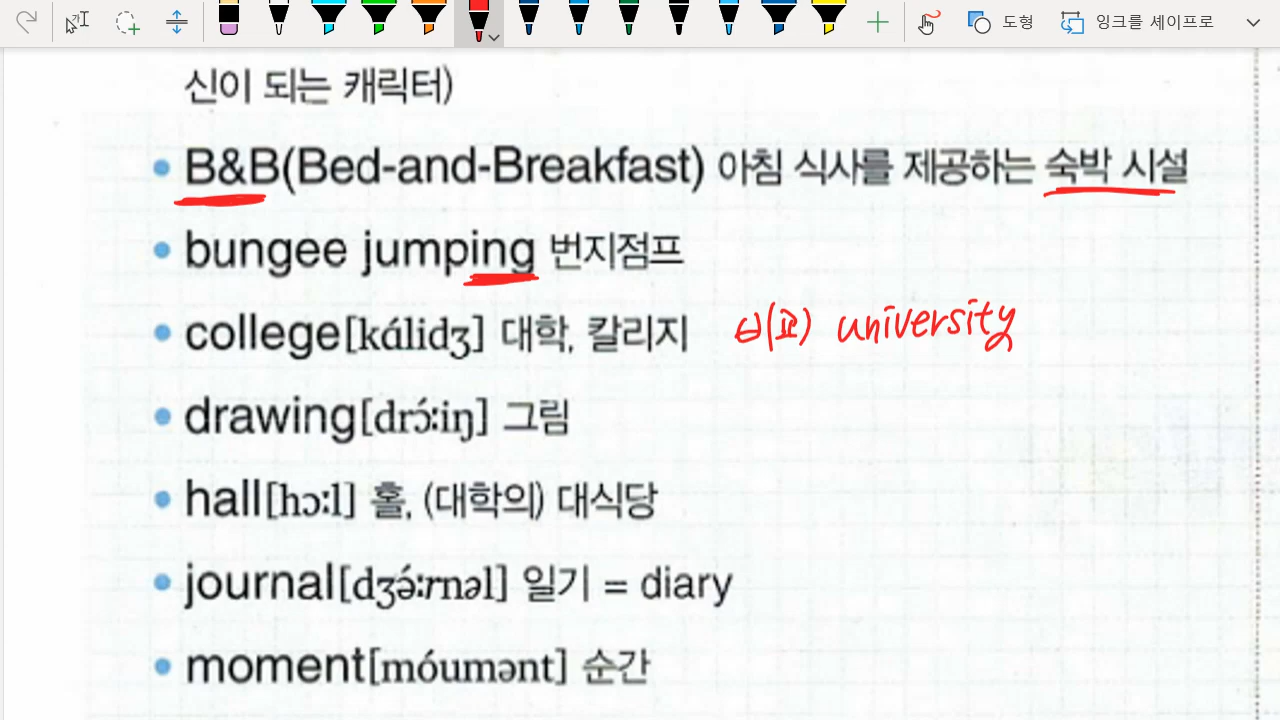 도형 잉크를 셰이프로
신이 되는 캐릭터)
• B&B(Bed-and-Breakfast) 아침 식사를 제공하는 숙박 시설
• bungee jumping 번지점프
• college[kálidʒ] 대학, 칼리지 비(교) university
• drawing[drɔ́ːiŋ] 그림
• hall[hɔːl] 홀, (대학의) 대식당
• journal[dʒə́ːrnəl] 일기 = diary
• moment[móumənt] 순간